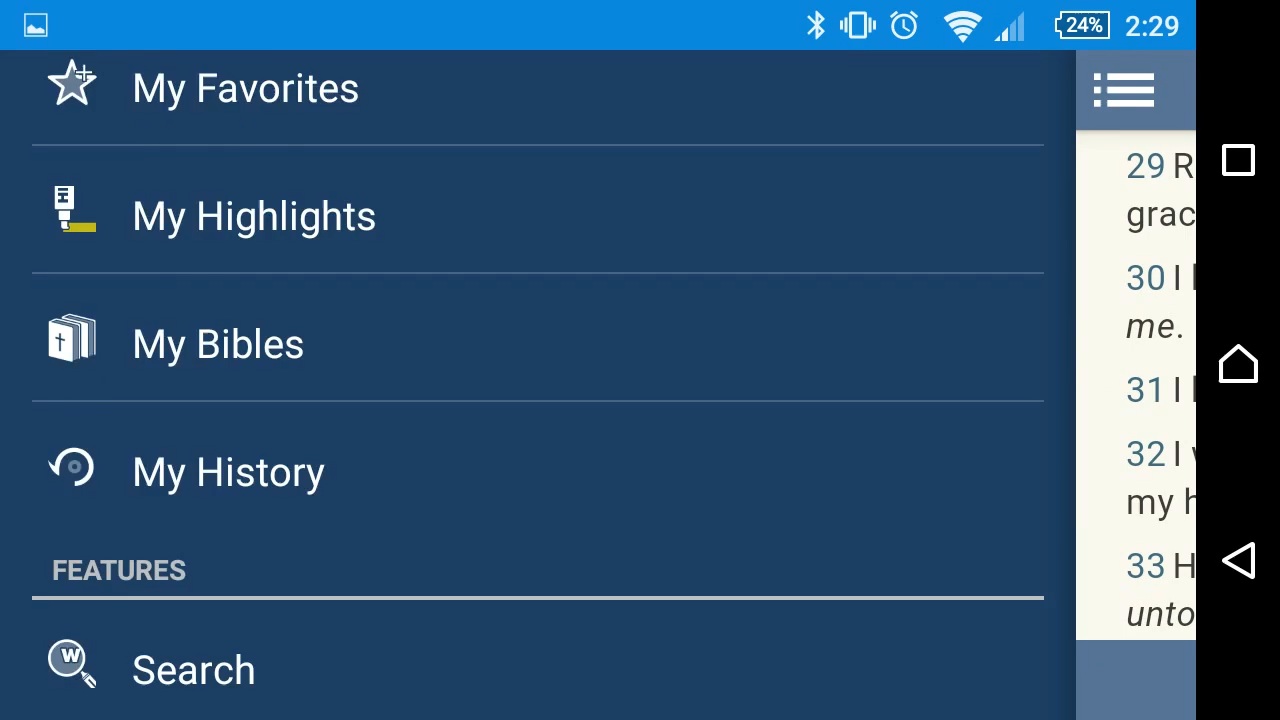 24% 2:29
My Favorites
My Highlights
My Bibles
My History
FEATURES
W Search
29 R
grac
30 I
me.
31 I
32 I
my h
33 H
unto